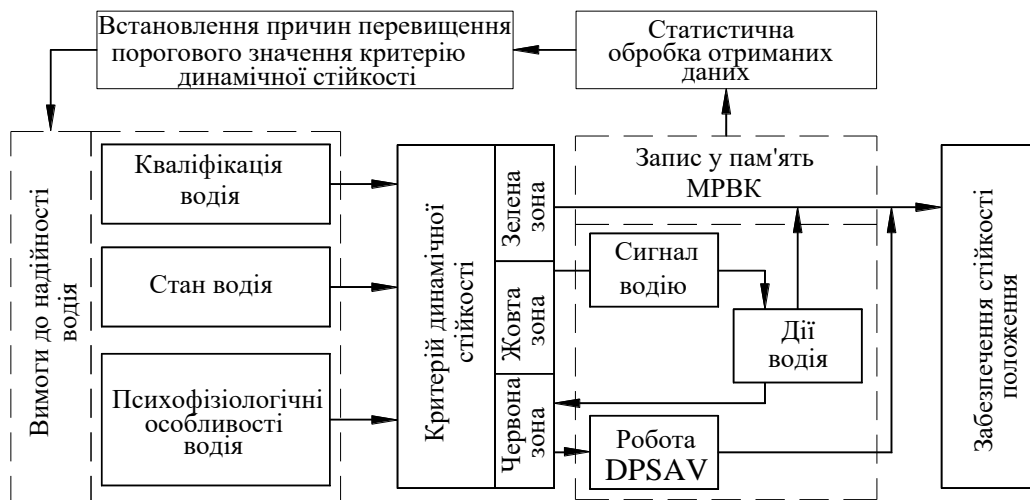 Встановлення причин перевищення
порогового значення критерію
динамічної стійкості
Статистична
обробка отриманих
даних
Вимоги до надійності
водія
Кваліфікація
водія
Стан водія
Психофізіологічні
особливості
водія
Критерій динамічної
стійкості
Зелена
зона
Жовта
зона
Червона
зона
Запис у пам'ять
МРВК
Сигнал
водію
Дії
водія
Робота
DPSAV
Забезпечення стійкості
положення